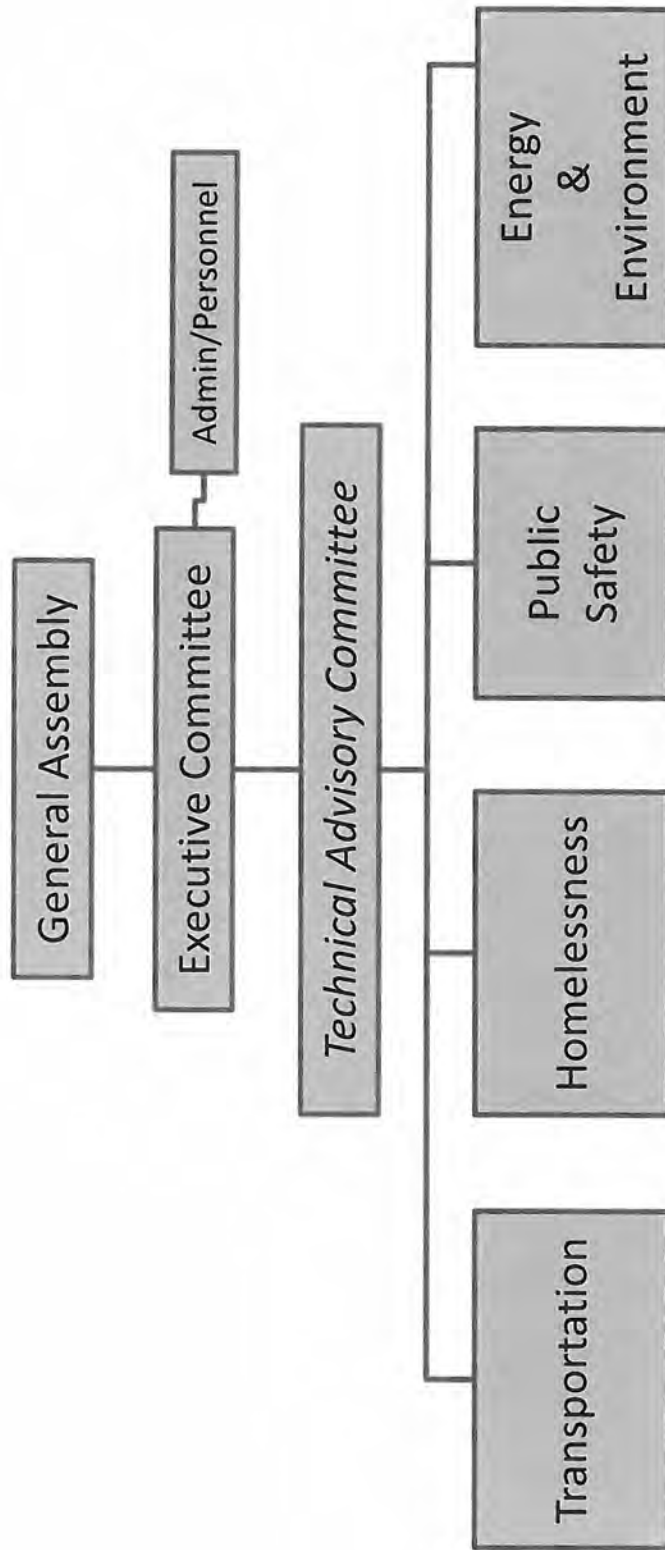 General Assembly
Executive Committee
Admin/Personnel
Technical Advisory Committee
Transportation
Homelessness
Public
Safety
Energy
&
Environment